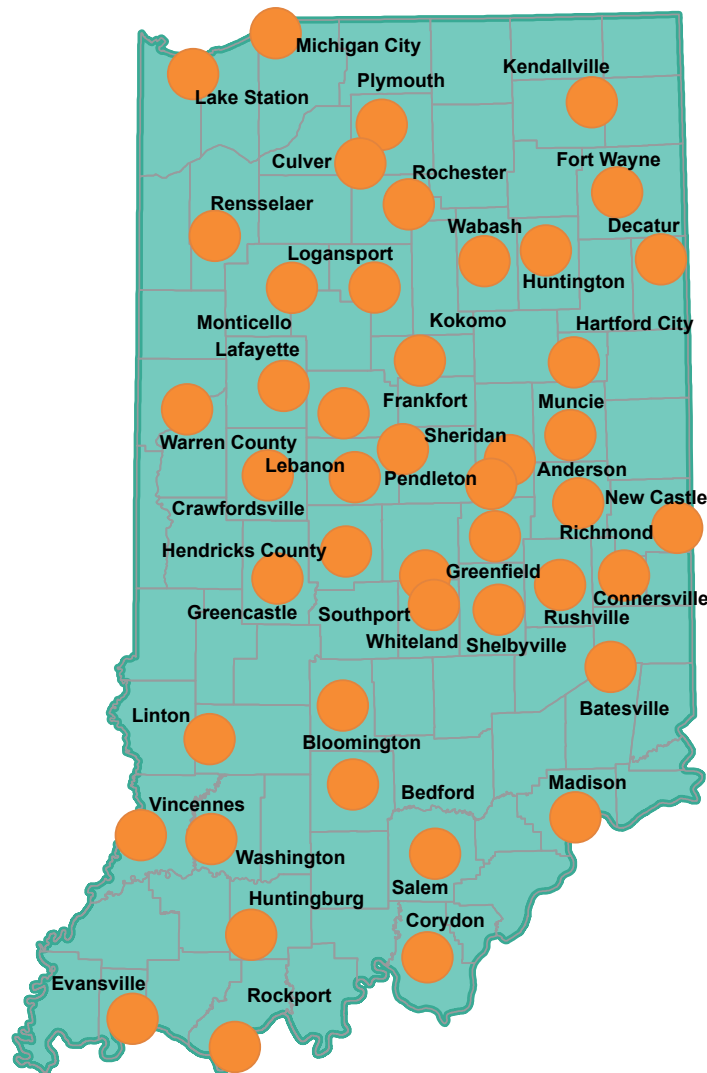 Michigan City
Kendallville
Plymouth
Lake Station
Culver
Fort Wayne
Rochester
Rensselaer
Wabash
Decatur
Logansport
Huntington
Monticello
Kokomo
Hartford City
Lafayette
Frankfort
Muncie
Warren County
Sheridan
Lebanon
Pendleton
Anderson
Crawfordsville
New Castle
Richmond
Hendricks County
Greenfield
Connersville
Greencastle
Southport
Rushville
Whiteland
Shelbyville
Batesville
Linton
Bloomington
Bedford
Madison
Vincennes
Washington
Salem
Huntingburg
Corydon
Evansville
Rockport